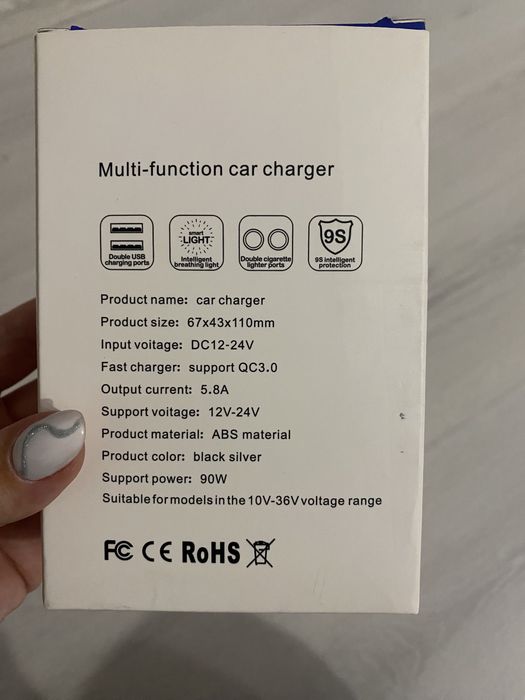 Multi-function car charger
Double USB
charging ports
smart
LIGHT
Intelligent
breathing light
Double cigarette
lighter ports
9S
9S intelligent
protection
Product name: car charger
Product size: 67x43x110mm
Input voltage: DC12-24V
Fast charger: support QC3.0
Output current: 5.8A
Support voltage: 12V-24V
Product material: ABS material
Product color: black silver
Support power: 90W
Suitable for models in the 10V-36V voltage range
FC CE RoHS